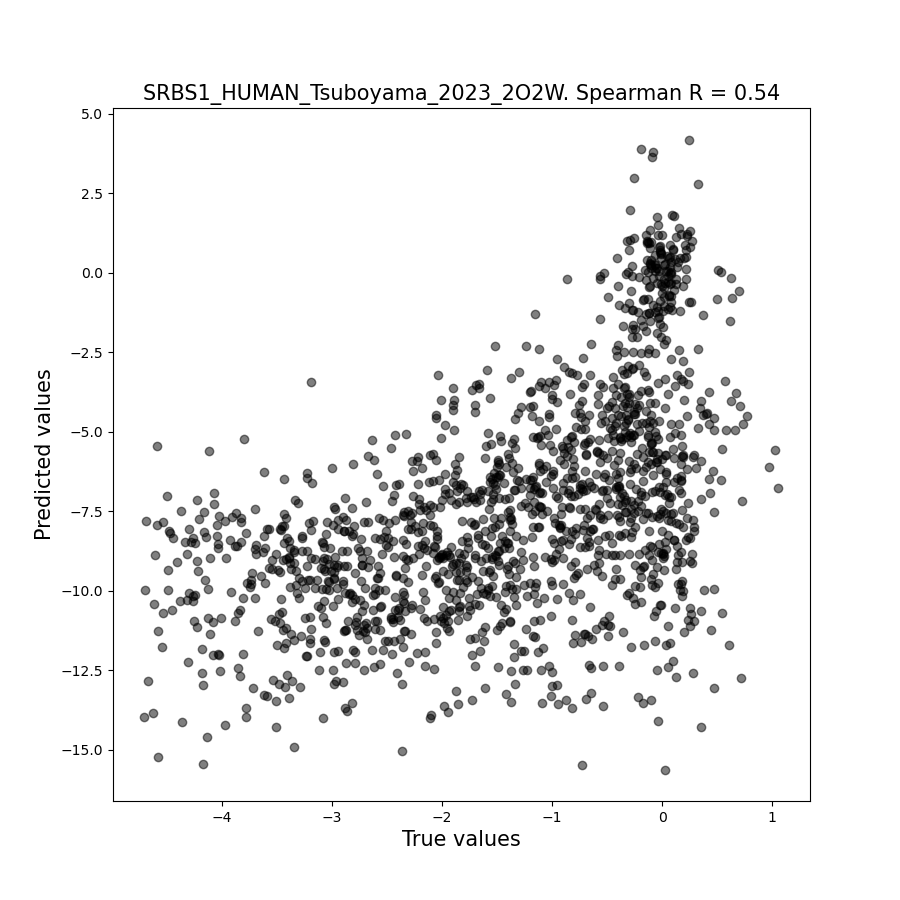 SRBS1_HUMAN_Tsuboyama_2023_2O2W. Spearman R = 0.54
5.0
2.5
0.0
−2.5
−5.0
−7.5
−10.0
−12.5
−15.0
Predicted values
−4 −3 −2 −1 0 1
True values